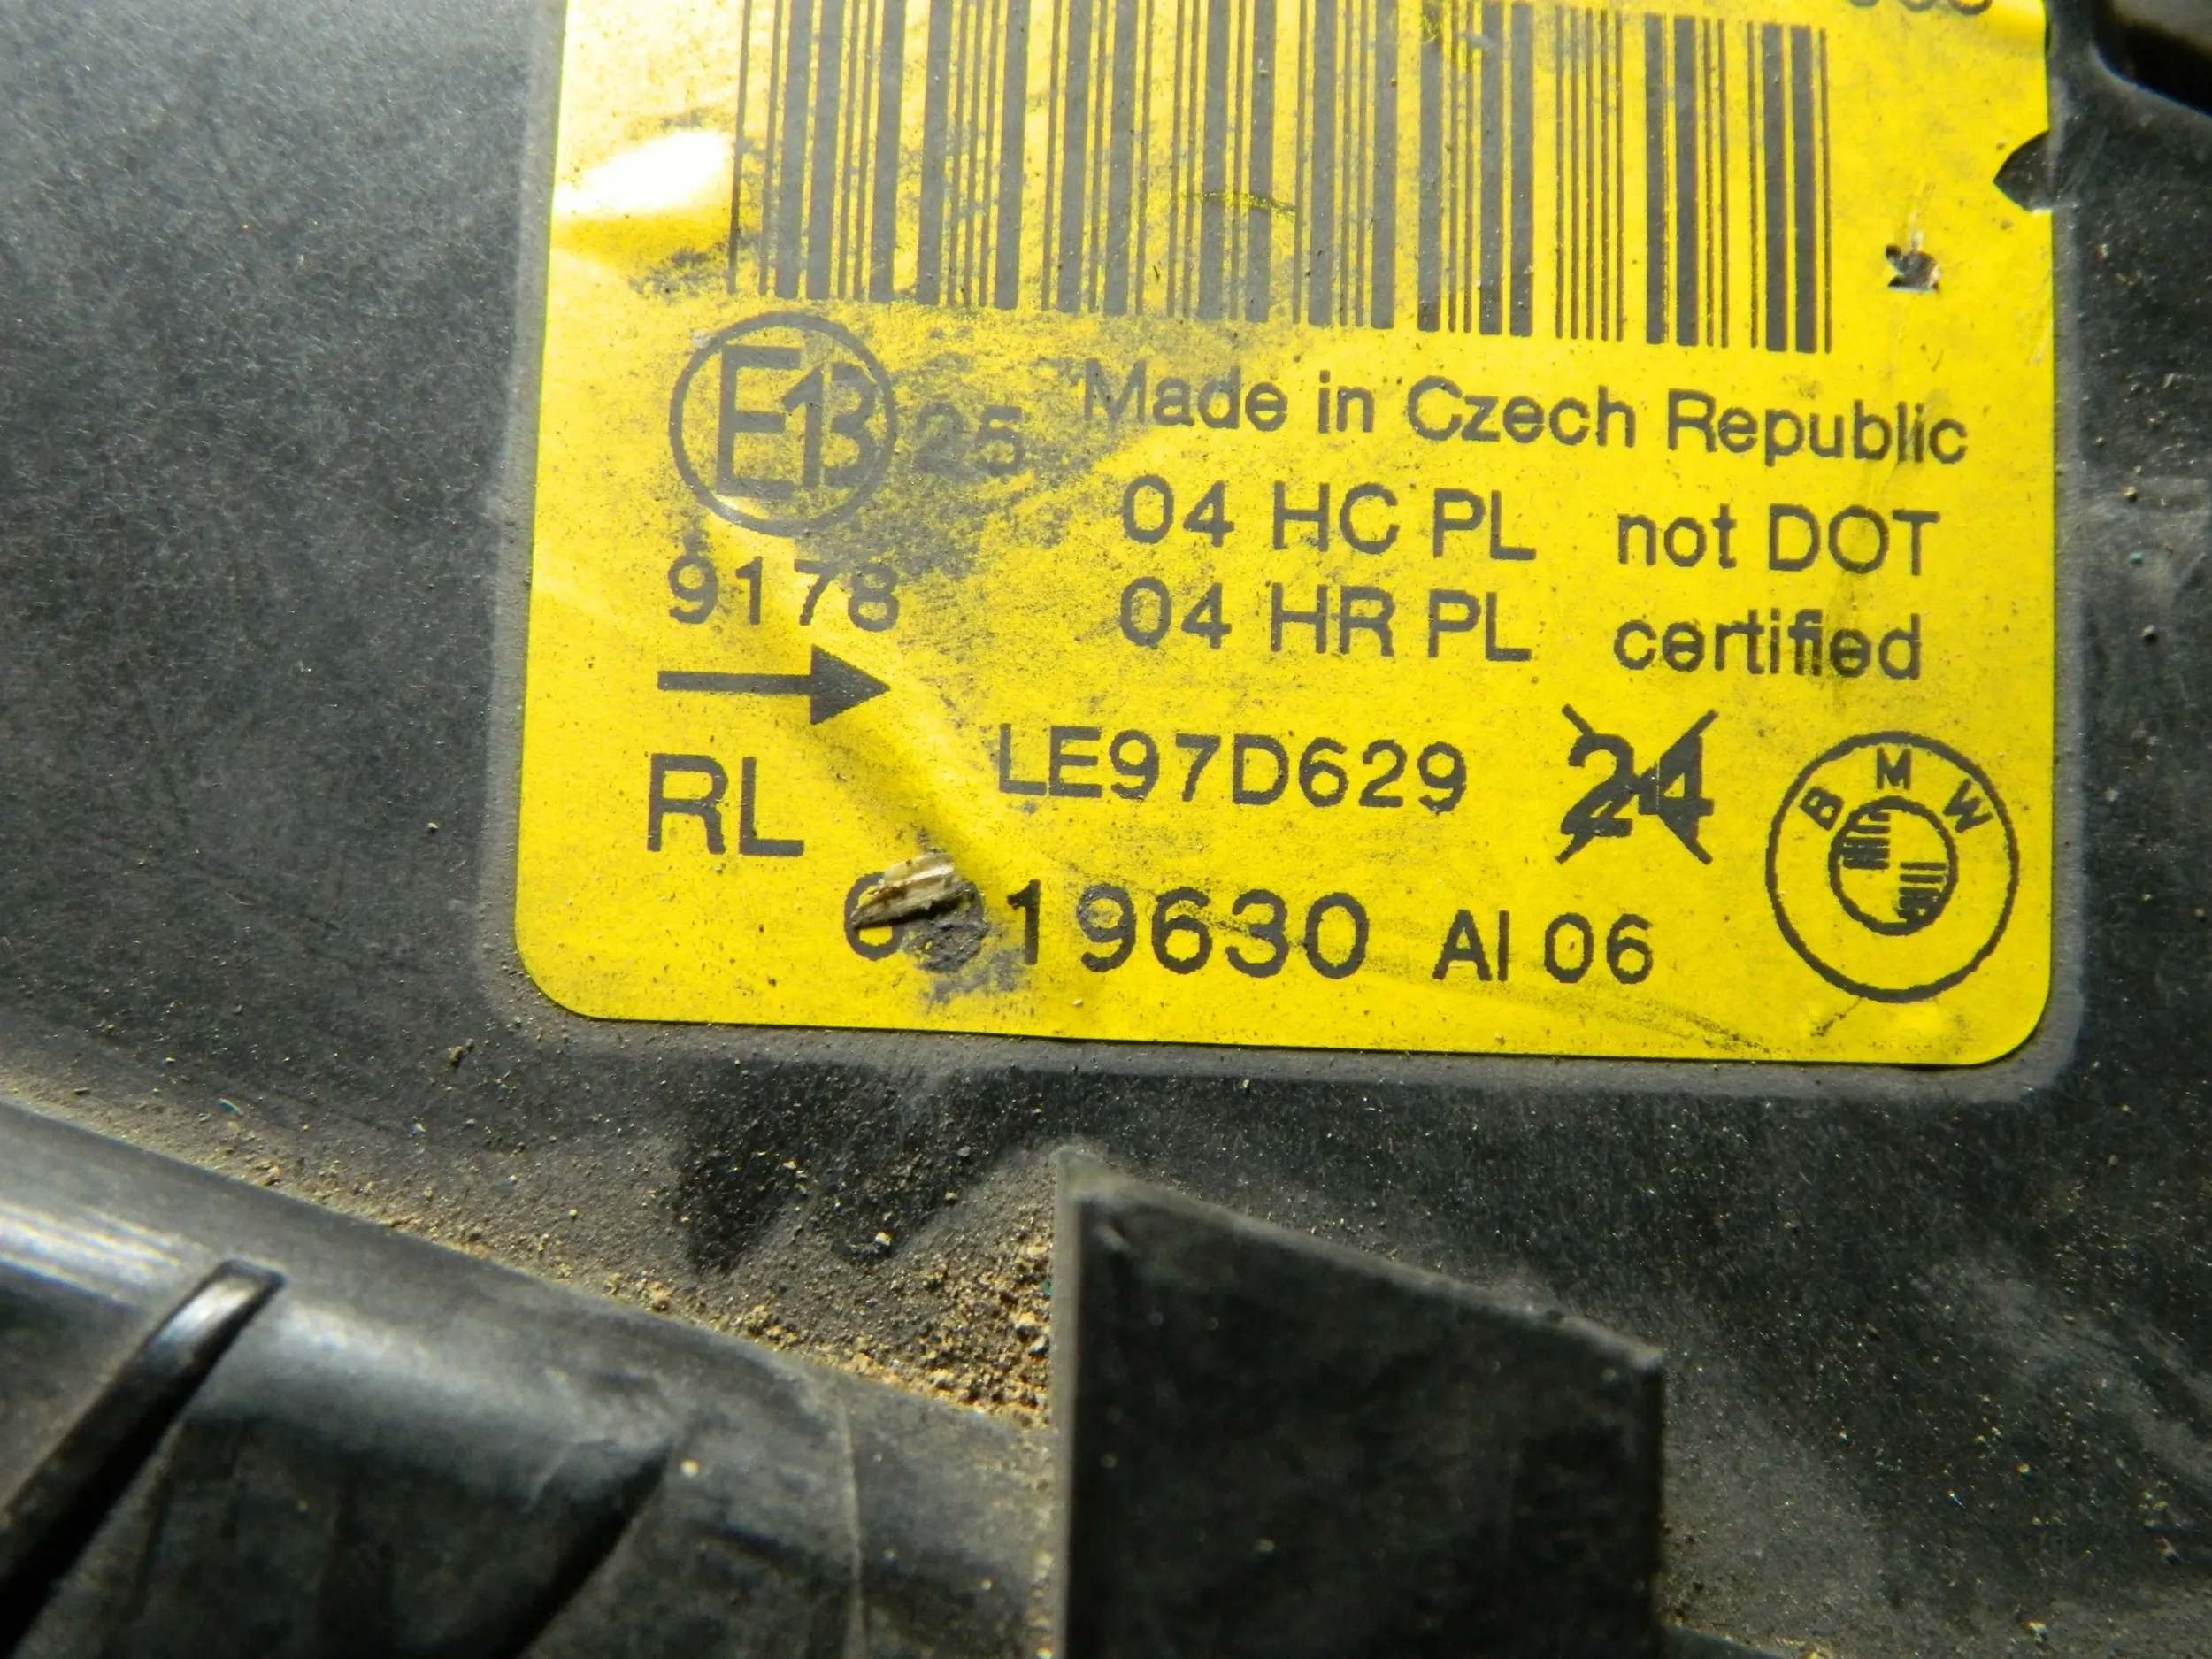 E13 25 Made in Czech Republic
04 HC PL not DOT
9178 04 HR PL certified
RL LE97D629 24
19630 AI 06
BMW